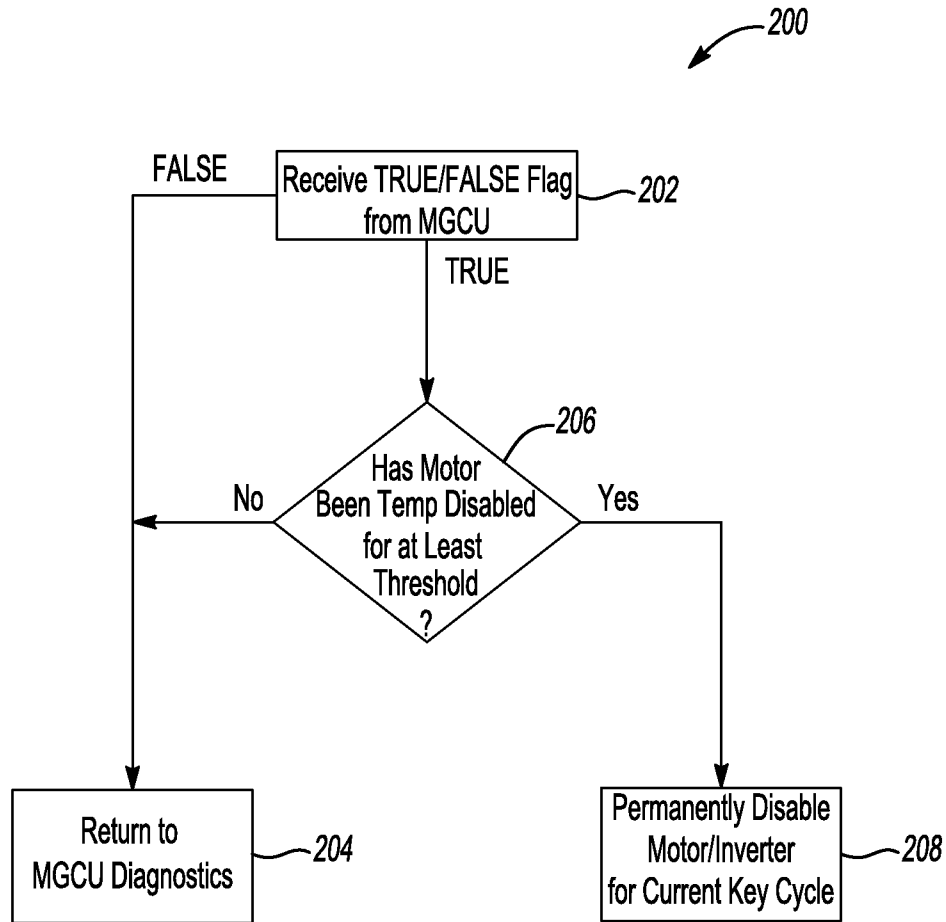 200
FALSE
Receive TRUE/FALSE Flag
from MGCU
202
TRUE
206
Has Motor
Been Temp Disabled
for at Least
Threshold
?
No
Yes
Return to
MGCU Diagnostics
204
Permanently Disable
Motor/Inverter
for Current Key Cycle
208